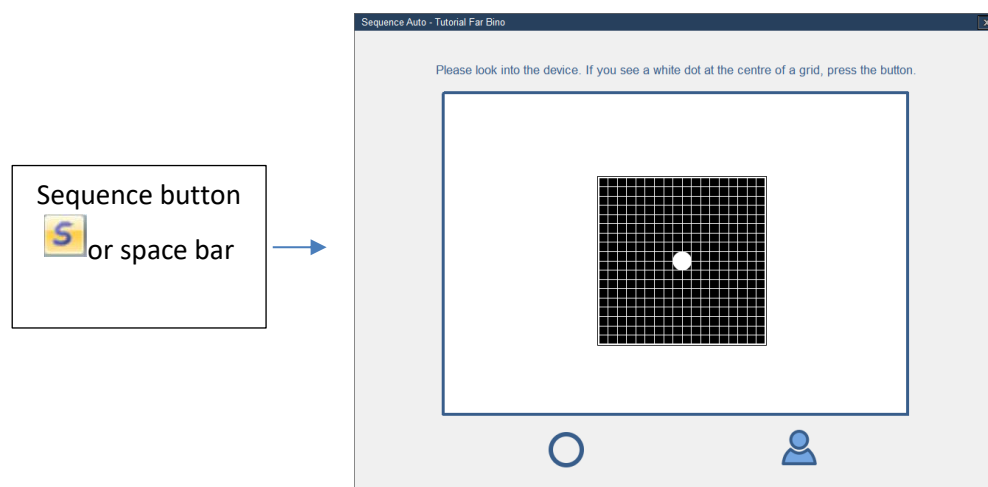 Sequence Auto - Tutorial Far Bino
Please look into the device. If you see a white dot at the centre of a grid, press the button.
Sequence button
S or space bar